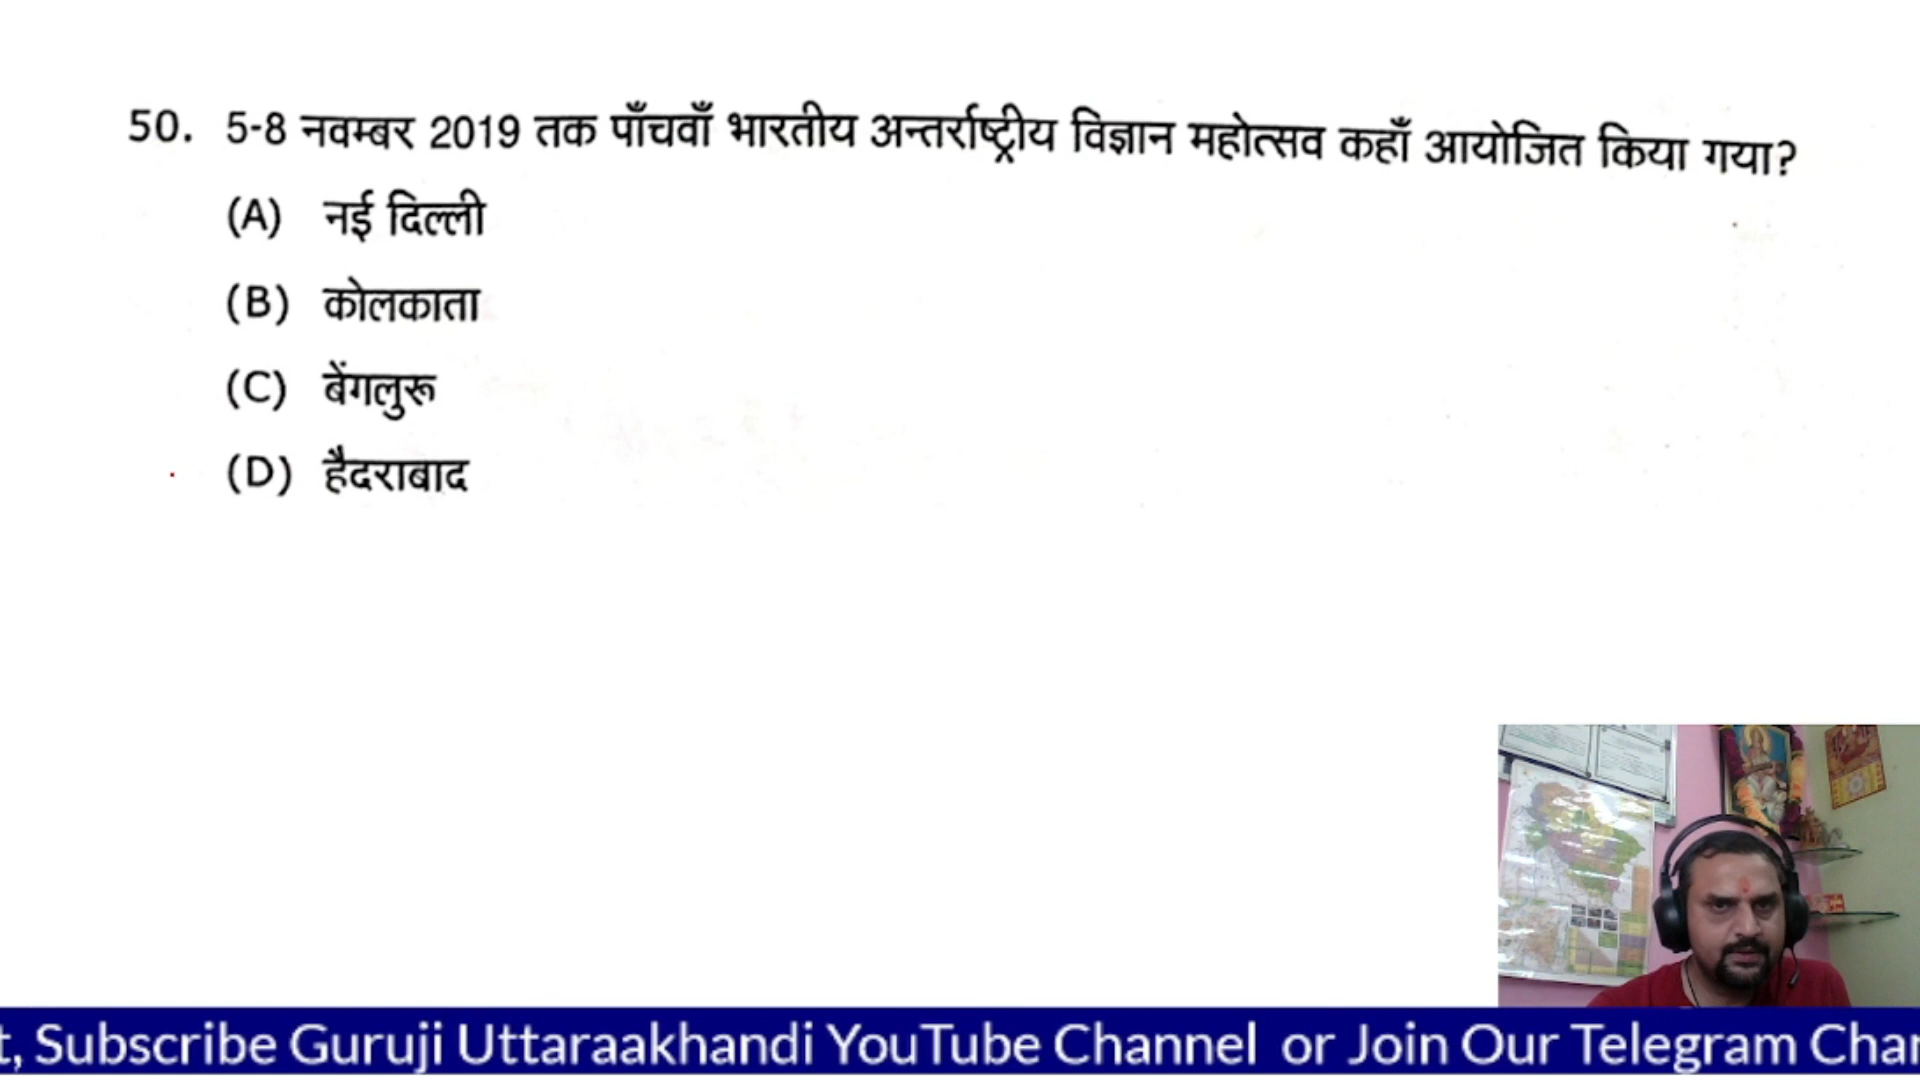 50. 5-8 नवम्बर 2019 तक पाँचवाँ भारतीय अन्तर्राष्ट्रीय विज्ञान महोत्सव कहाँ आयोजित किया गया?
(A) नई दिल्ली
(B) कोलकाता
(C) बेंगलुरू
(D) हैदराबाद
t, Subscribe Guruji Uttaraakhandi YouTube Channel or Join Our Telegram Char